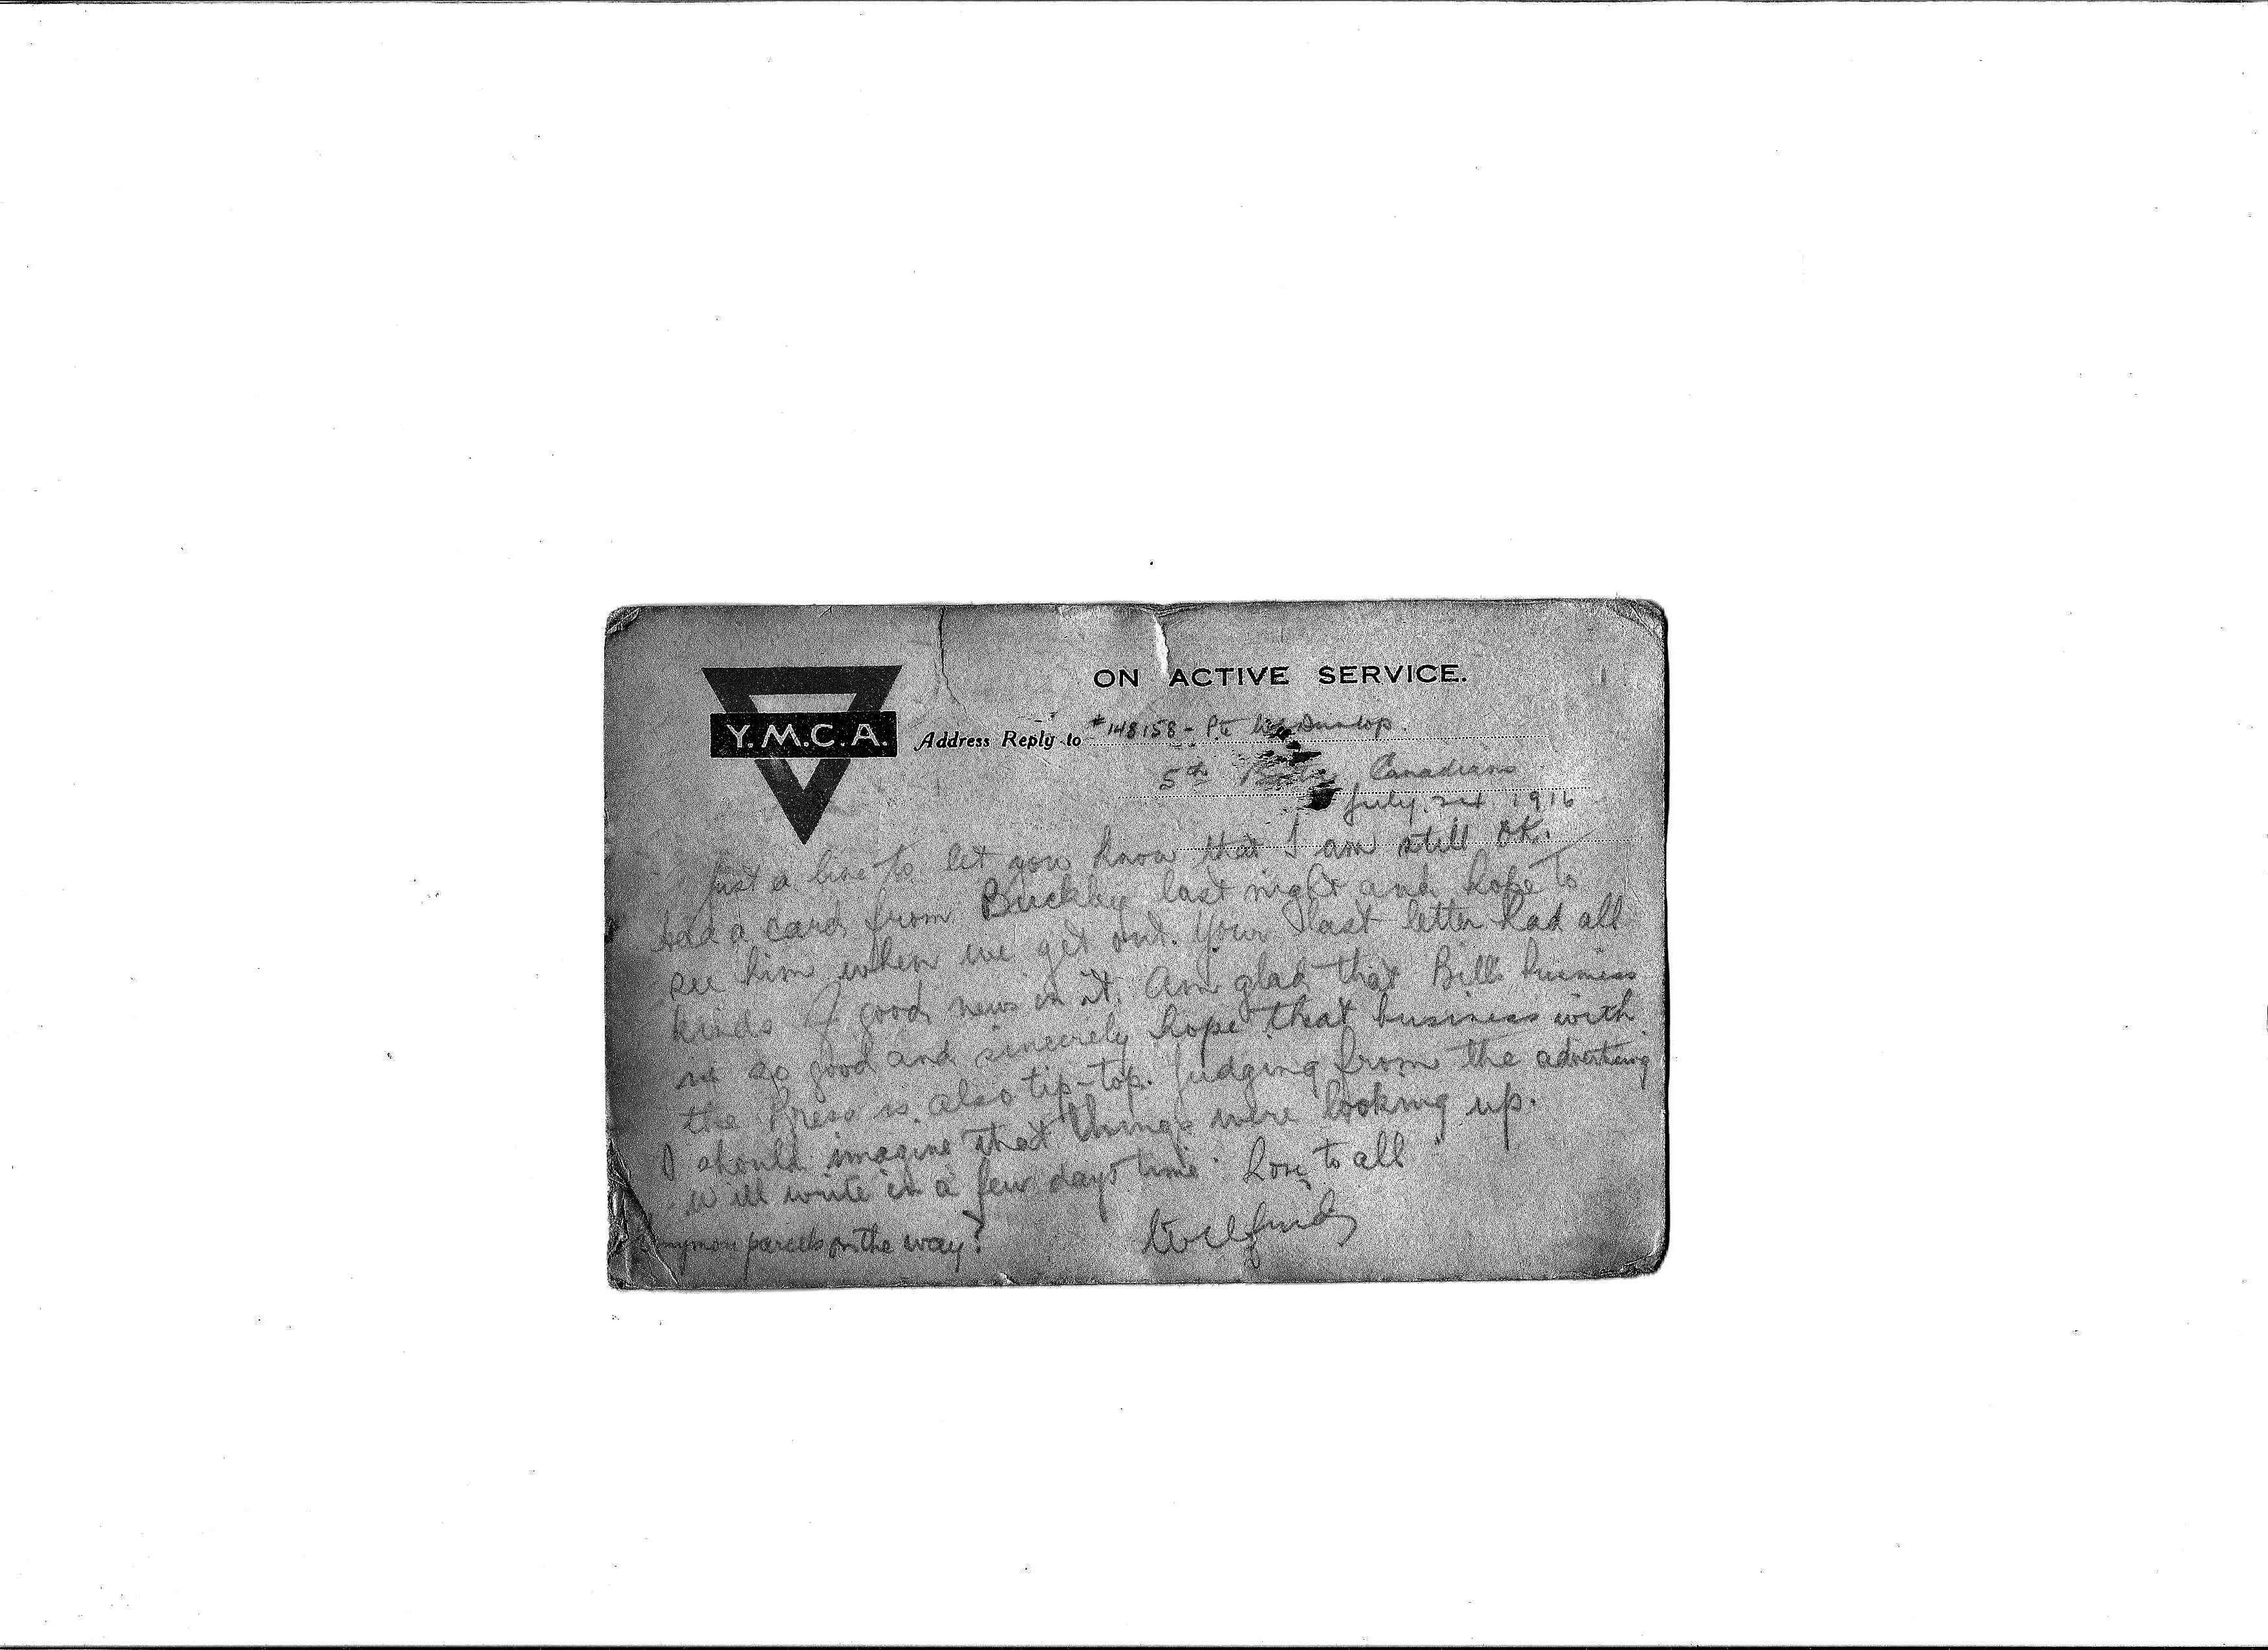 ON ACTIVE SERVICE.
Y.M.C.A.
Address Reply to #148158 - Pte Dunlop.
5th Canadians
July 1916
Just a line to let you know that I am still OK.
Had a card from Buckley last night and hope to
see him when we get out. Your last letter had all
kinds of good news in it. Am glad that Bill's business
is so good and sincerely hope that business with
the Press is also tip-top. Judging from the advertising
I should imagine that things were looking up.
Will write in a few days time. Love to all
Wilfred
parcels on the way?